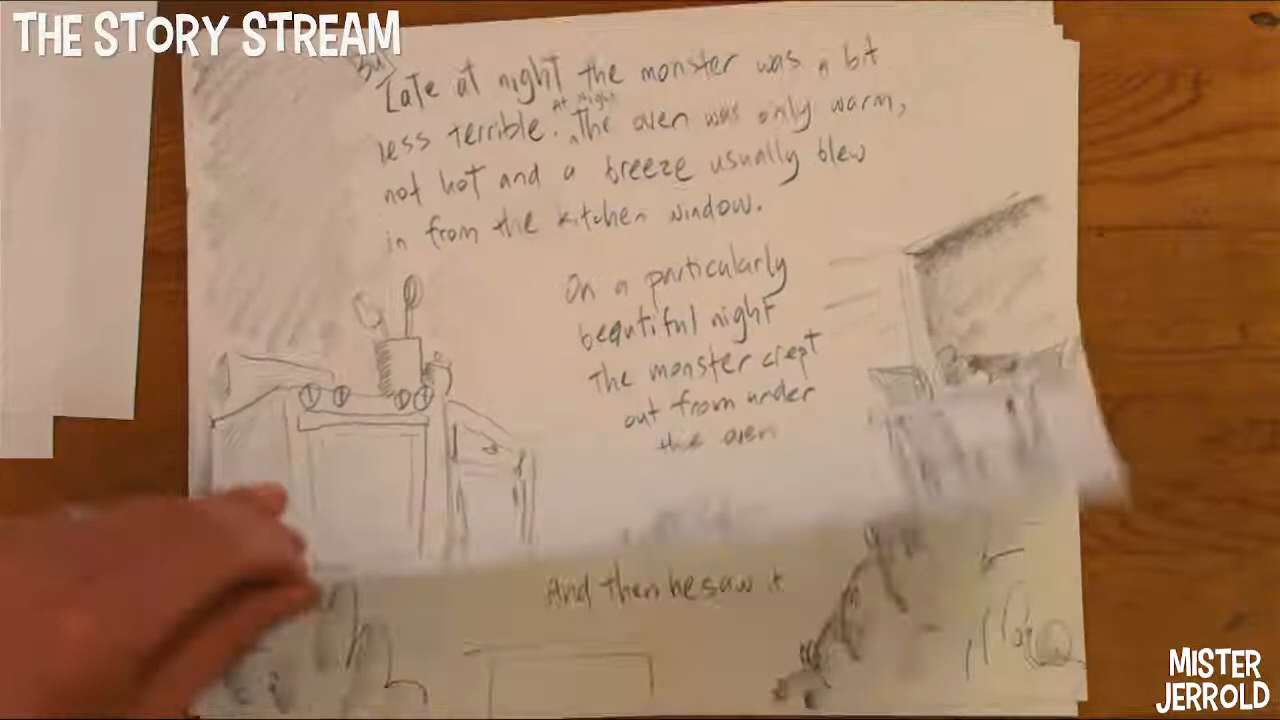 THE STORY STREAM
But
Late at night the monster was a bit
less terrible. At night The oven was only warm,
not hot and a breeze usually blew
in from the kitchen window.
On a particularly
beautiful night
the monster crept
out from under
the oven
And then he saw it
MISTER
JERROLD